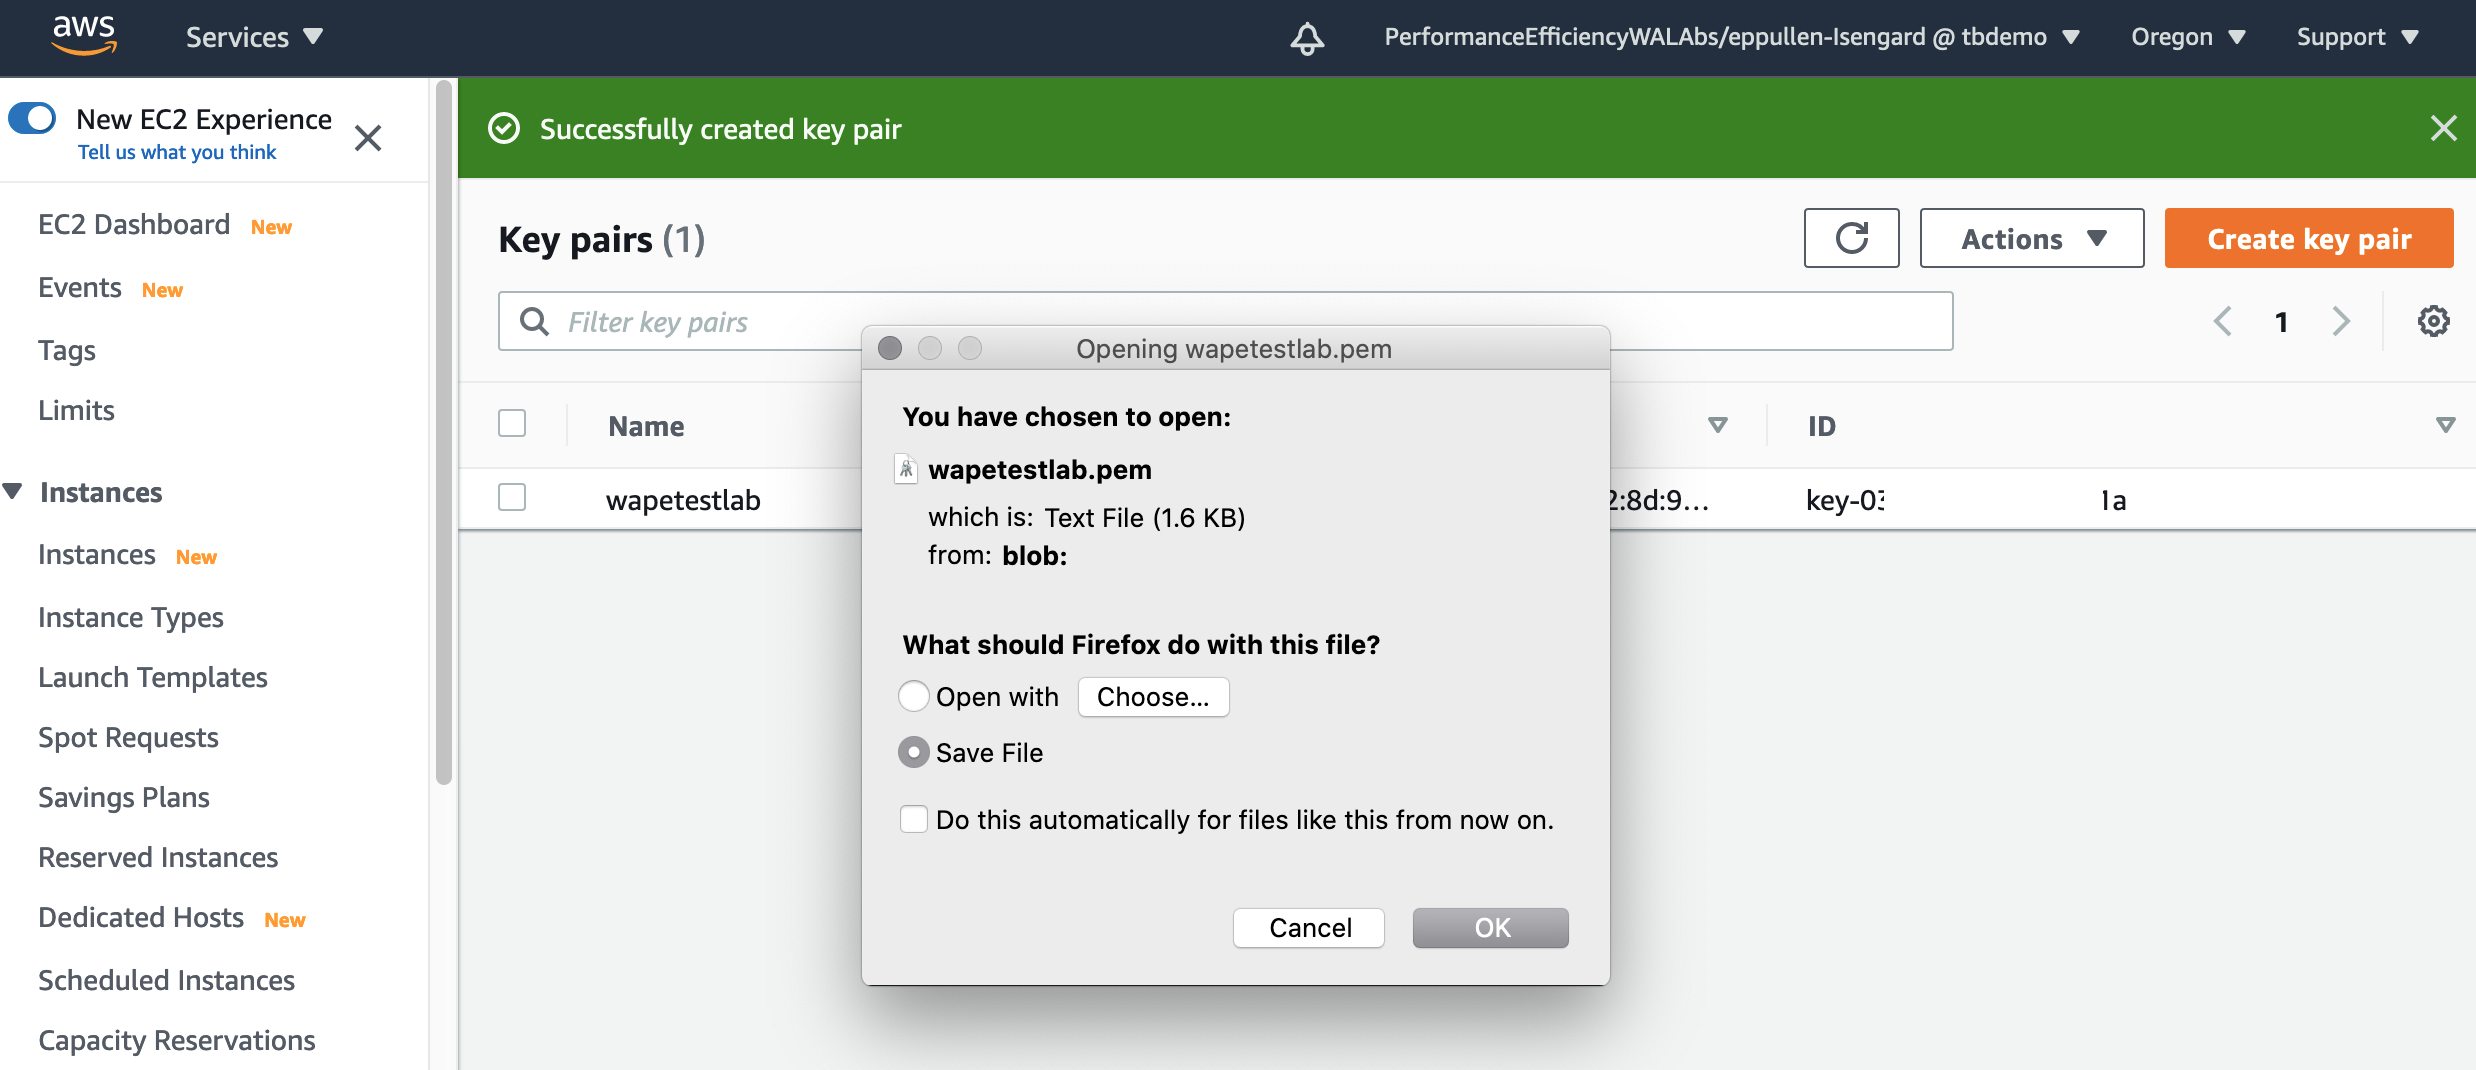 aws Services PerformanceEfficiencyWALAbs/eppullen-Isengard @ tbdemo Oregon Support
New EC2 Experience
Tell us what you think
EC2 Dashboard New
Events New
Tags
Limits
Instances
Instances New
Instance Types
Launch Templates
Spot Requests
Savings Plans
Reserved Instances
Dedicated Hosts New
Scheduled Instances
Capacity Reservations
Successfully created key pair
Key pairs (1)
Actions
Create key pair
Filter key pairs
1
Name ID
wapetestlab 2:8d:9... key-03 1a
Opening wapetestlab.pem
You have chosen to open:
wapetestlab.pem
which is: Text File (1.6 KB)
from: blob:
What should Firefox do with this file?
Open with Choose...
Save File
Do this automatically for files like this from now on.
Cancel OK